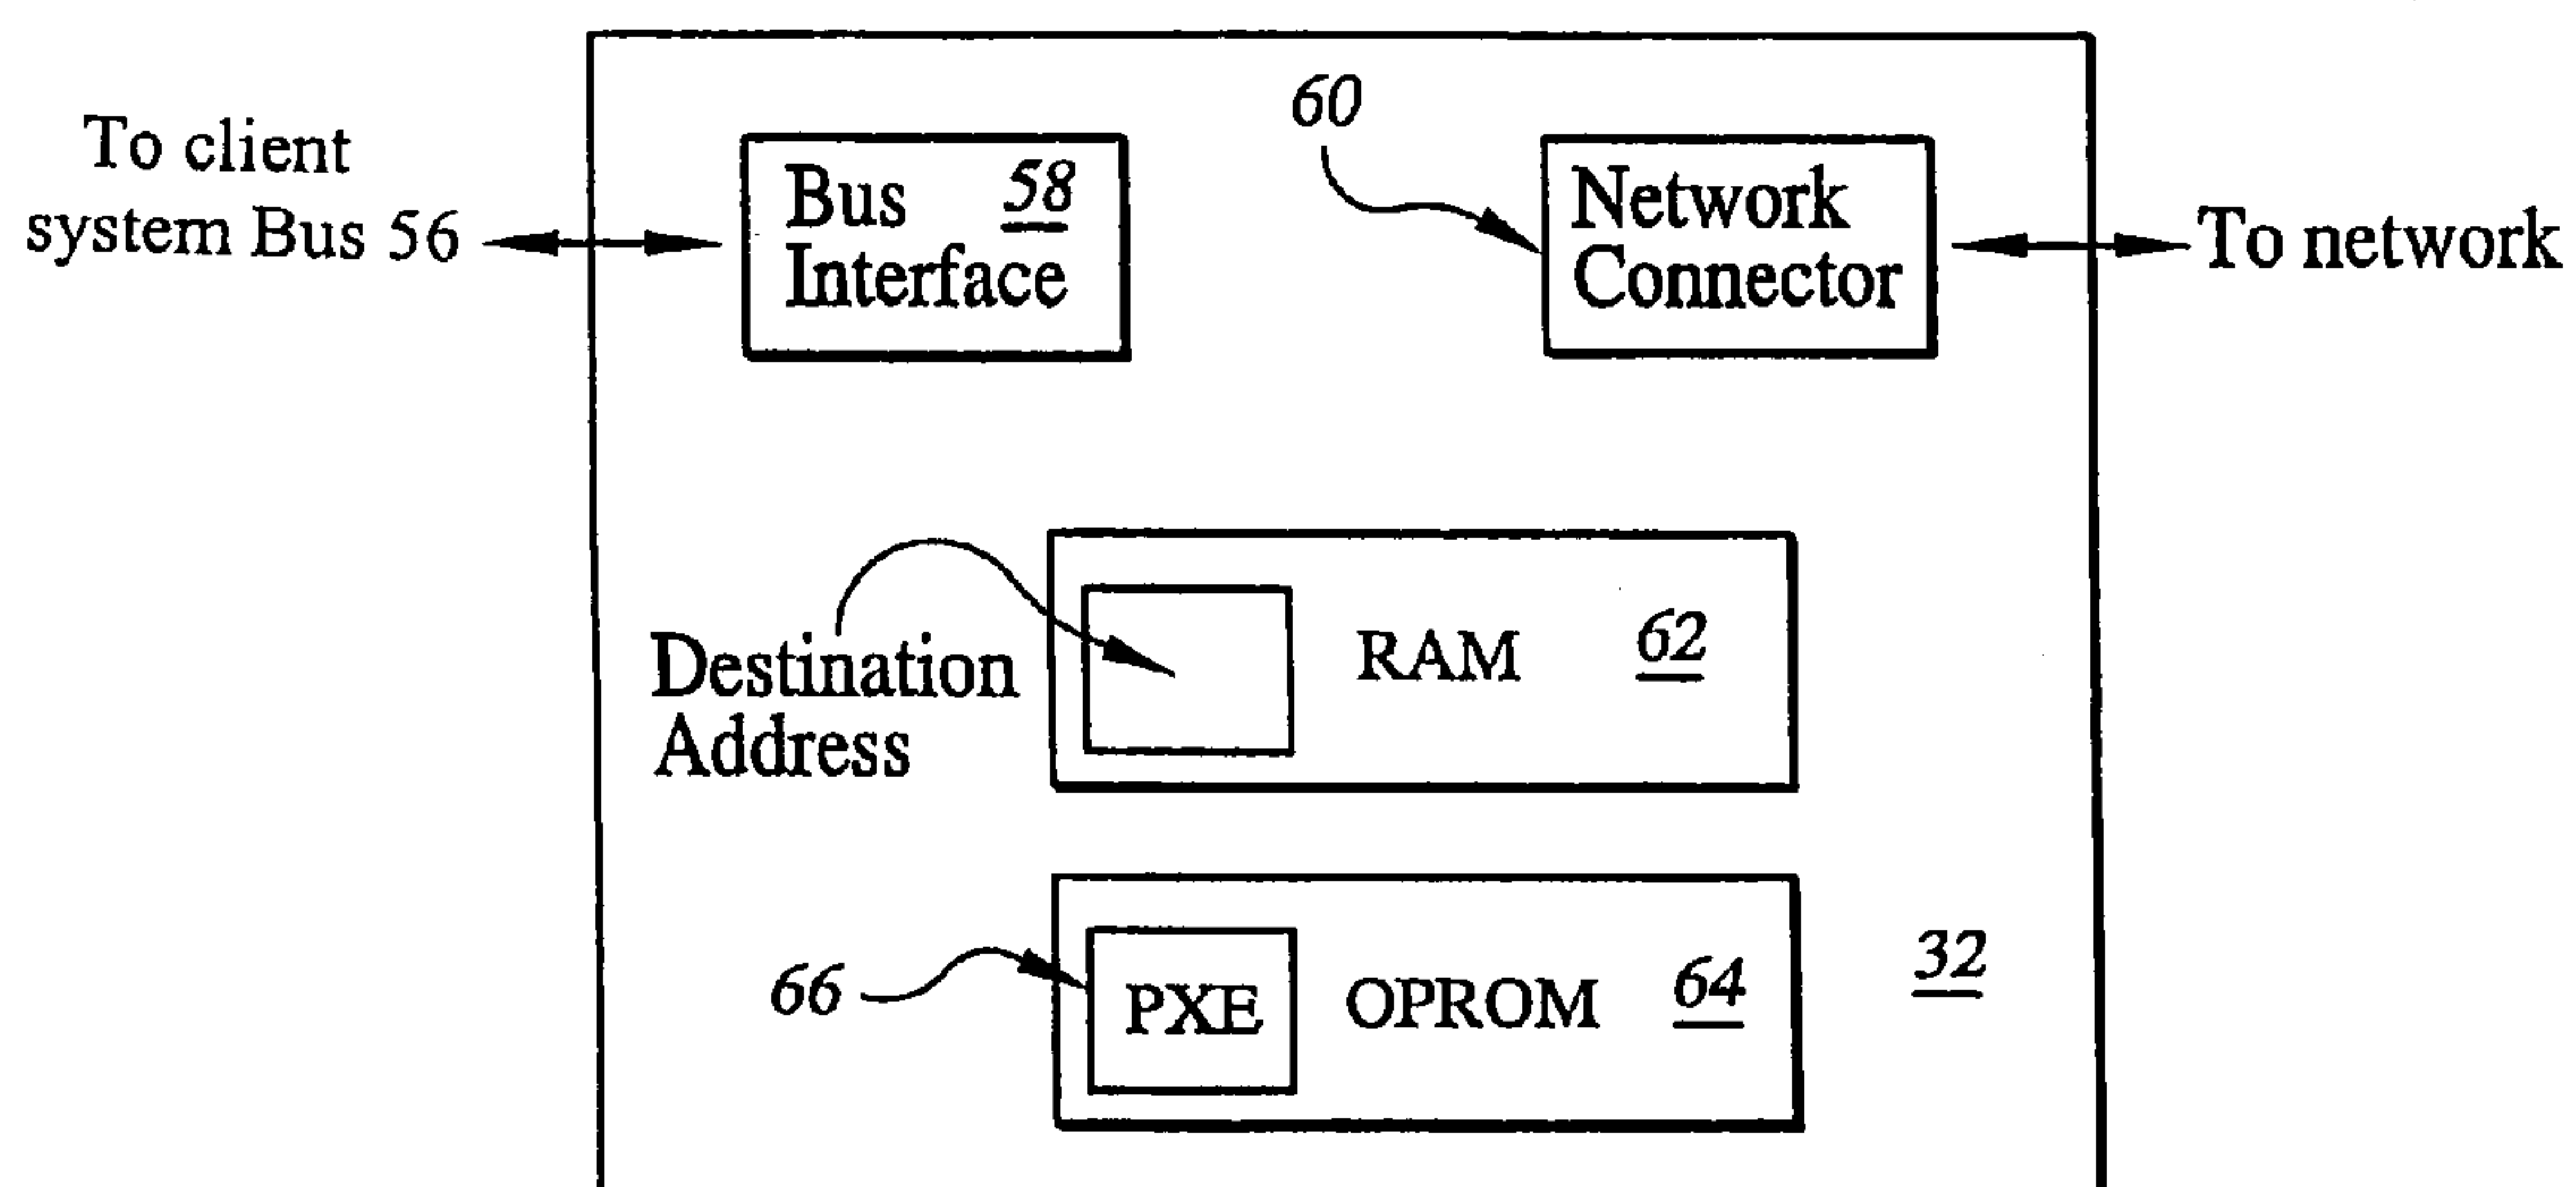 To client
system Bus 56
Bus 58
Interface
60
Network
Connector
To network
Destination
Address
RAM 62
66
PXE
OPROM 64
32